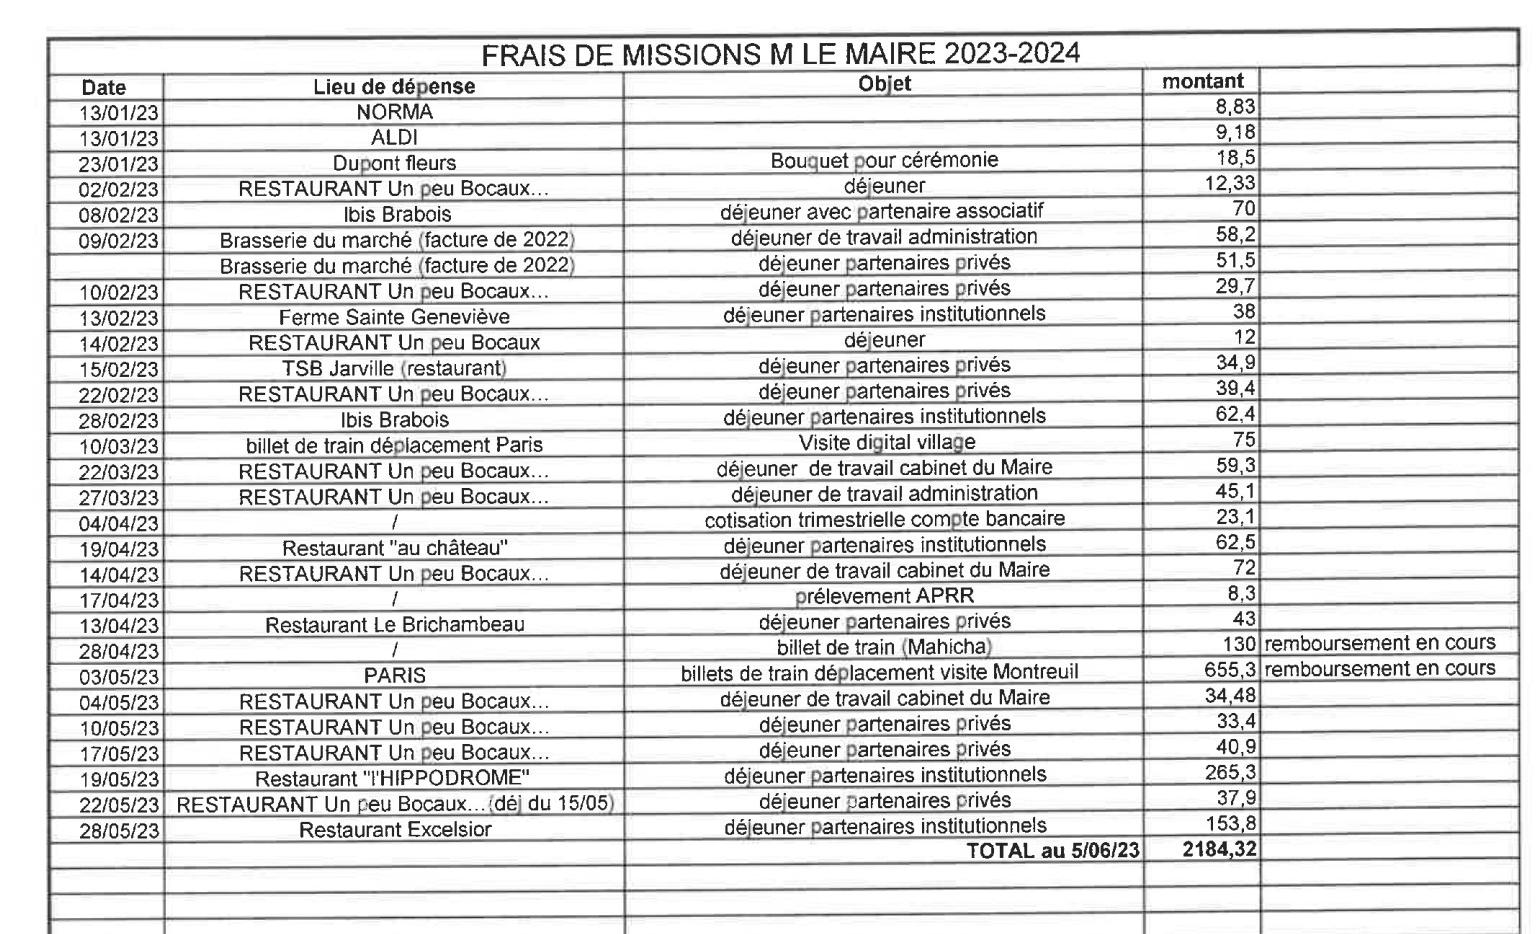 FRAIS DE MISSIONS M LE MAIRE 2023-2024
Date Lieu de dépense Objet montant
13/01/23 NORMA 8,83
13/01/23 ALDI 9,18
23/01/23 Dupont fleurs Bouquet pour cérémonie 18,5
02/02/23 RESTAURANT Un peu Bocaux... déjeuner 12,33
08/02/23 Ibis Brabois déjeuner avec partenaire associatif 70
09/02/23 Brasserie du marché (facture de 2022) déjeuner de travail administration 58,2
Brasserie du marché (facture de 2022) déjeuner partenaires privés 51,5
10/02/23 RESTAURANT Un peu Bocaux... déjeuner partenaires privés 29,7
13/02/23 Ferme Sainte Geneviève déjeuner partenaires institutionnels 38
14/02/23 RESTAURANT Un peu Bocaux déjeuner 12
15/02/23 TSB Jarville (restaurant) déjeuner partenaires privés 34,9
22/02/23 RESTAURANT Un peu Bocaux... déjeuner partenaires privés 39,4
28/02/23 Ibis Brabois déjeuner partenaires institutionnels 62,4
10/03/23 billet de train déplacement Paris Visite digital village 75
22/03/23 RESTAURANT Un peu Bocaux... déjeuner de travail cabinet du Maire 59,3
27/03/23 RESTAURANT Un peu Bocaux... déjeuner de travail administration 45,1
04/04/23 / cotisation trimestrielle compte bancaire 23,1
19/04/23 Restaurant "au château" déjeuner partenaires institutionnels 62,5
14/04/23 RESTAURANT Un peu Bocaux... déjeuner de travail cabinet du Maire 72
17/04/23 / prélevement APRR 8,3
13/04/23 Restaurant Le Brichambeau déjeuner partenaires privés 43
28/04/23 / billet de train (Mahicha) 130 remboursement en cours
03/05/23 PARIS billets de train déplacement visite Montreuil 655,3 remboursement en cours
04/05/23 RESTAURANT Un peu Bocaux... déjeuner de travail cabinet du Maire 34,48
10/05/23 RESTAURANT Un peu Bocaux... déjeuner partenaires privés 33,4
17/05/23 RESTAURANT Un peu Bocaux... déjeuner partenaires privés 40,9
19/05/23 Restaurant "l'HIPPODROME" déjeuner partenaires institutionnels 265,3
22/05/23 RESTAURANT Un peu Bocaux...(déj du 15/05) déjeuner partenaires privés 37,9
28/05/23 Restaurant Excelsior déjeuner partenaires institutionnels 153,8
TOTAL au 5/06/23 2184,32